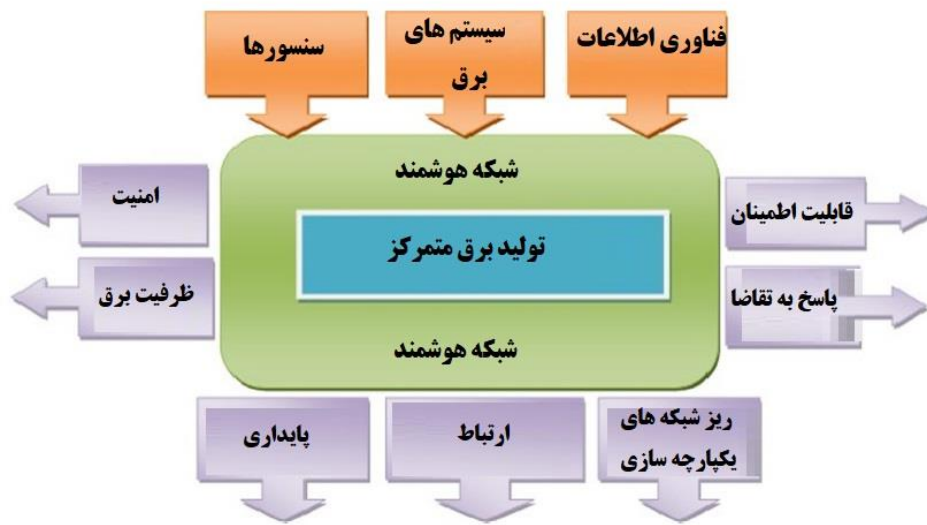 فناوری اطلاعات
سیستم های
برق
سنسورها
شبکه هوشمند
تولید برق متمرکز
شبکه هوشمند
قابلیت اطمینان
پاسخ به تقاضا
امنیت
ظرفیت برق
ریز شبکه های
یکپارچه سازی
ارتباط
پایداری